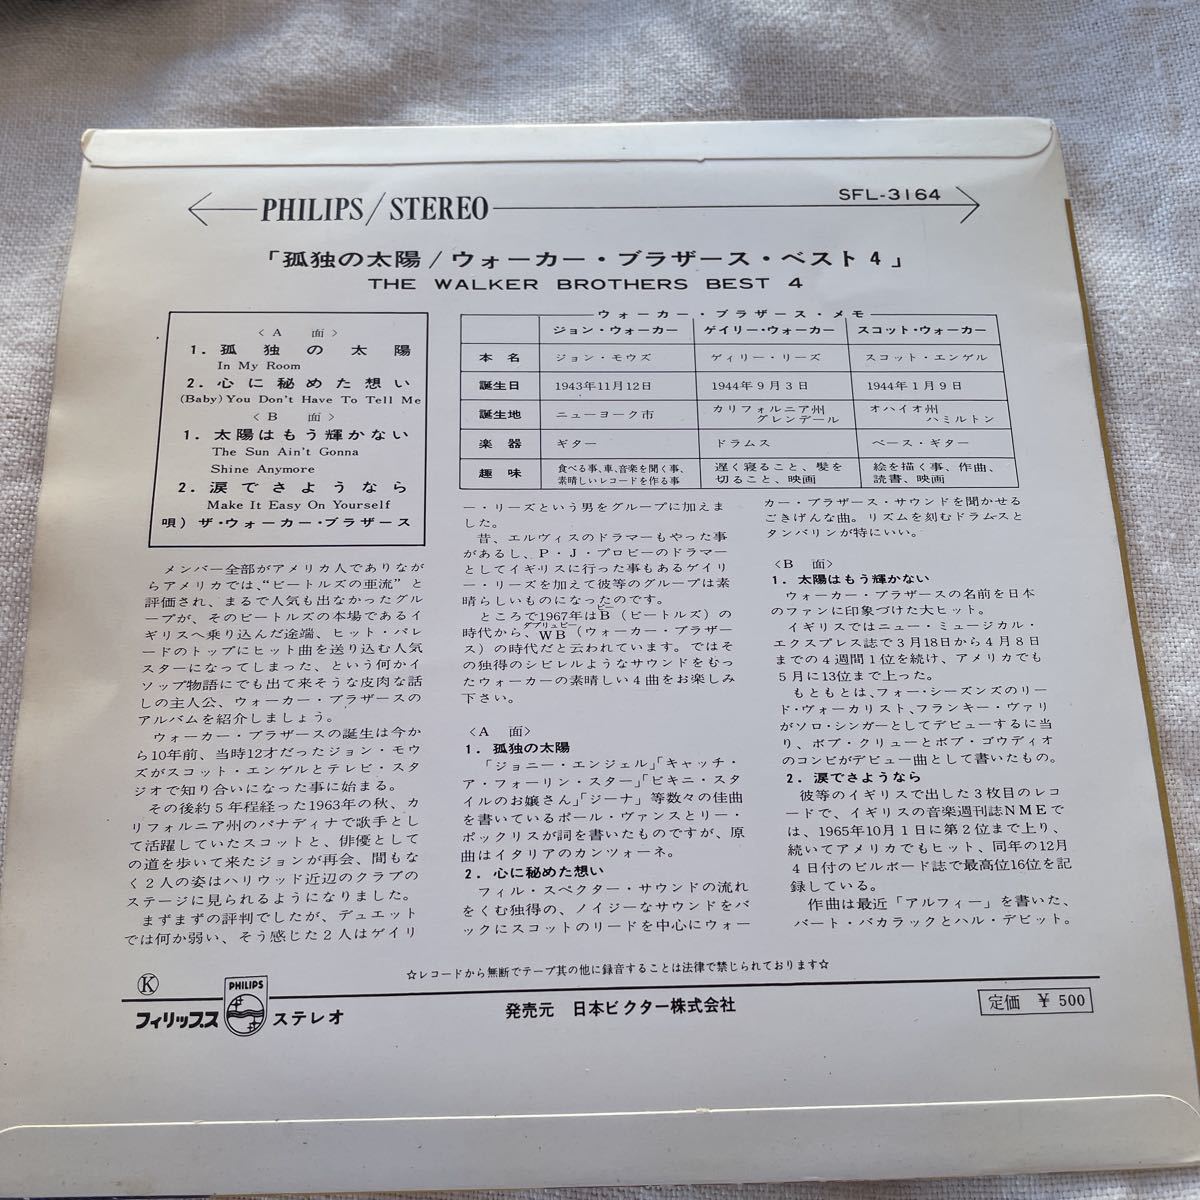 PHILIPS/STEREO
SFL-3164
「孤独の太陽/ウォーカー・ブラザース・ベスト4」
THE WALKER BROTHERS BEST 4
〈A 面〉
1. 孤独の太陽
In My Room
2. 心に秘めた想い
(Baby) You Don't Have To Tell Me
〈B 面〉
1. 太陽はもう輝かない
The Sun Ain't Gonna
Shine Anymore
2. 涙でさようなら
Make It Easy On Yourself
唄) ザ・ウォーカー・ブラザース
ウォーカー・ブラザース・メモ
ジョン・ウォーカー ゲイリー・ウォーカー スコット・ウォーカー
本名 ジョン・モウズ ゲィリー・リーズ スコット・エンゲル
誕生日 1943年11月12日 1944年9月3日 1944年1月9日
誕生地 ニューヨーク市 カリフォルニア州グレンデール オハイオ州ハミルトン
楽器 ギター ドラムス ベース・ギター
趣味 食べる事、車、音楽を聞く事、素晴しいレコードを作る事 遅く寝ること、髪を切ること、映画 絵を描く事、作曲、読書、映画
メンバー全部がアメリカ人でありなが
らアメリカでは、“ビートルズの亜流”と
評価され、まるで人気も出なかったグル
ープが、そのビートルズの本場であるイ
ギリスへ乗り込んだ途端、ヒット・パレ
ードのトップにヒット曲を送り込む人気
スターになってしまった、という何かイ
ソップ物語にでも出て来そうな皮肉な話
しの主人公、ウォーカー・ブラザースの
アルバムを紹介しましょう。
ウォーカー・ブラザースの誕生は今か
ら10年前、当時12才だったジョン・モウ
ズがスコット・エンゲルとテレビ・スタ
ジオで知り合いになった事に始まる。
その後約5年程経った1963年の秋、カ
リフォルニア州のパナディナで歌手とし
て活躍していたスコットと、俳優として
の道を歩いて来たジョンが再会、間もな
く2人の姿はハリウッド近辺のクラブの
ステージに見られるようになりました。
まずまずの評判でしたが、デュエット
では何か弱い、そう感じた2人はゲイリ
ー・リーズという男をグループに加えま
した。
昔、エルヴィスのドラマーもやった事
があるし、P・J・プロビーのドラマー
としてイギリスに行った事もあるゲイリ
ー・リーズを加えて彼等のグループは素
晴らしいものになったのです。
ところで1967年はB(ビートルズ)の
ビー
時代から、WB(ウォーカー・ブラザー
ダブリュビー
ス)の時代だと云われています。ではそ
の独得のシビレルようなサウンドをもっ
たウォーカーの素晴しい4曲をお楽しみ
下さい。
〈A 面〉
1. 孤独の太陽
「ジョニー・エンジェル」「キャッチ・
ア・フォーリン・スター」「ビキニ・スタ
イルのお嬢さん」「ジーナ」等数々の佳曲
を書いているポール・ヴァンスとリー・
ポックリスが詞を書いたものですが、原
曲はイタリアのカンツォーネ。
2. 心に秘めた想い
フィル・スペクター・サウンドの流れ
をくむ独得の、ノイジーなサウンドをバ
ックにスコットのリードを中心にウォー
カー・ブラザース・サウンドを聞かせる
ごきげんな曲。リズムを刻むドラムスと
タンバリンが特にいい。
〈B 面〉
1. 太陽はもう輝かない
ウォーカー・ブラザースの名前を日本
のファンに印象づけた大ヒット。
イギリスではニュー・ミュージカル・
エクスプレス誌で3月18日から4月8日
までの4週間1位を続け、アメリカでも
5月に13位まで上った。
もともとは、フォー・シーズンズのリー
ド・ヴォーカリスト、フランキー・ヴァリ
がソロ・シンガーとしてデビューするに当
り、ボブ・クリューとボブ・ゴウディオ
のコンビがデビュー曲として書いたもの。
2. 涙でさようなら
彼等のイギリスで出した3枚目のレコ
ードで、イギリスの音楽週刊誌NMEで
は、1965年10月1日に第2位まで上り、
続いてアメリカでもヒット、同年の12月
4日付のビルボード誌で最高位16位を記
録している。
作曲は最近「アルフィー」を書いた、
バート・バカラックとハル・デビット。
☆レコードから無断でテープ其の他に録音することは法律で禁じられております☆
K
フィリップス PHILIPS ステレオ
発売元 日本ビクター株式会社
定価 ¥500